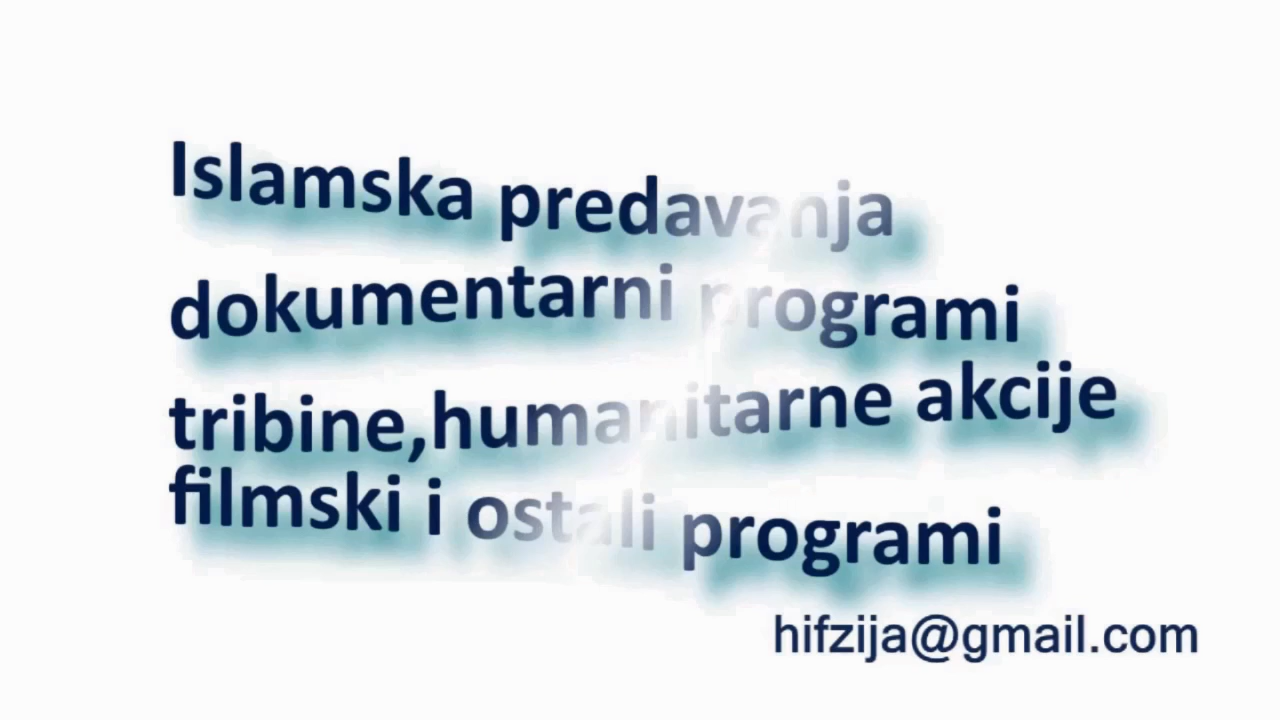 Islamska predavanja
dokumentarni programi
tribine,humanitarne akcije
filmski i ostali programi
hifzija@gmail.com